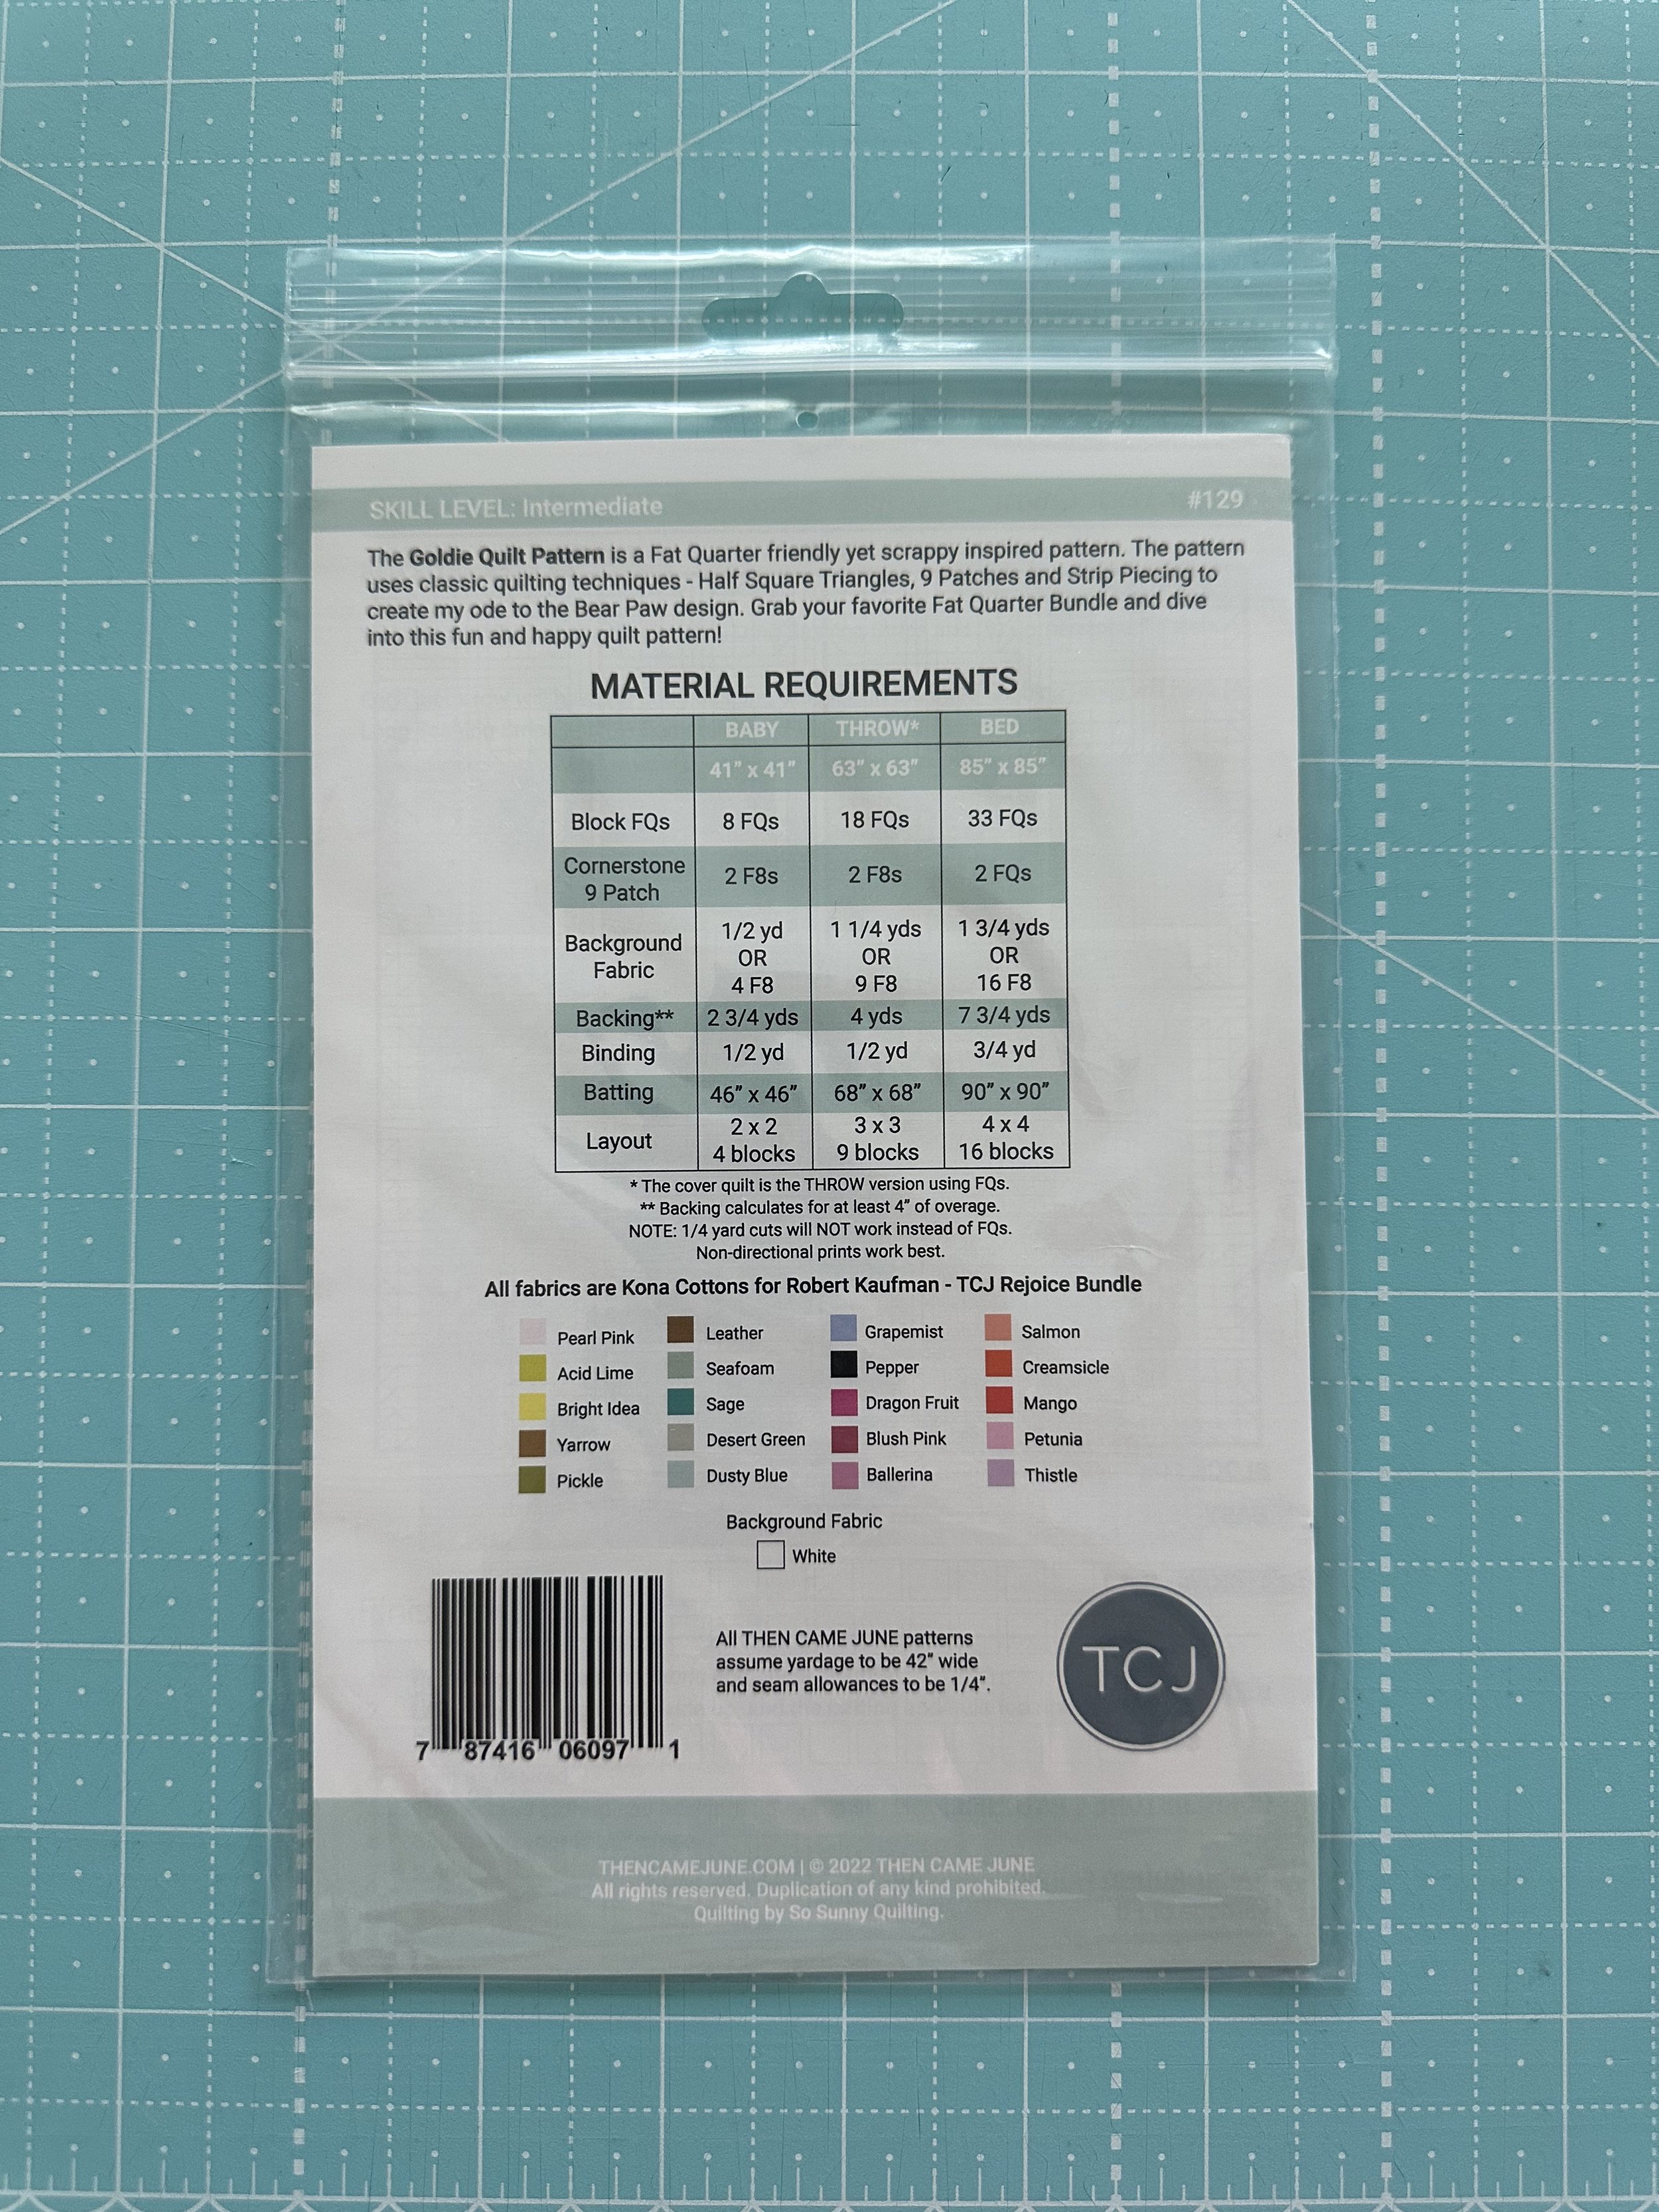 SKILL LEVEL: Intermediate #129
The Goldie Quilt Pattern is a Fat Quarter friendly yet scrappy inspired pattern. The pattern
uses classic quilting techniques - Half Square Triangles, 9 Patches and Strip Piecing to
create my ode to the Bear Paw design. Grab your favorite Fat Quarter Bundle and dive
into this fun and happy quilt pattern!
MATERIAL REQUIREMENTS
BABY THROW* BED
41” x 41” 63” x 63” 85” x 85”
Block FQs 8 FQs 18 FQs 33 FQs
Cornerstone
9 Patch 2 F8s 2 F8s 2 FQs
Background
Fabric
1/2 yd 1 1/4 yds 1 3/4 yds
OR OR OR
4 F8 9 F8 16 F8
Backing** 2 3/4 yds 4 yds 7 3/4 yds
Binding 1/2 yd 1/2 yd 3/4 yd
Batting 46” x 46” 68” x 68” 90” x 90”
Layout
2 x 2 3 x 3 4 x 4
4 blocks 9 blocks 16 blocks
* The cover quilt is the THROW version using FQs.
** Backing calculates for at least 4” of overage.
NOTE: 1/4 yard cuts will NOT work instead of FQs.
Non-directional prints work best.
All fabrics are Kona Cottons for Robert Kaufman - TCJ Rejoice Bundle
Pearl Pink Leather Grapemist Salmon
Acid Lime Seafoam Pepper Creamsicle
Bright Idea Sage Dragon Fruit Mango
Yarrow Desert Green Blush Pink Petunia
Pickle Dusty Blue Ballerina Thistle
Background Fabric
White
All THEN CAME JUNE patterns
assume yardage to be 42” wide
and seam allowances to be 1/4”.
TCJ
7 87416 06097 1
THENCAMEJUNE.COM | © 2022 THEN CAME JUNE
All rights reserved. Duplication of any kind prohibited.
Quilting by So Sunny Quilting.